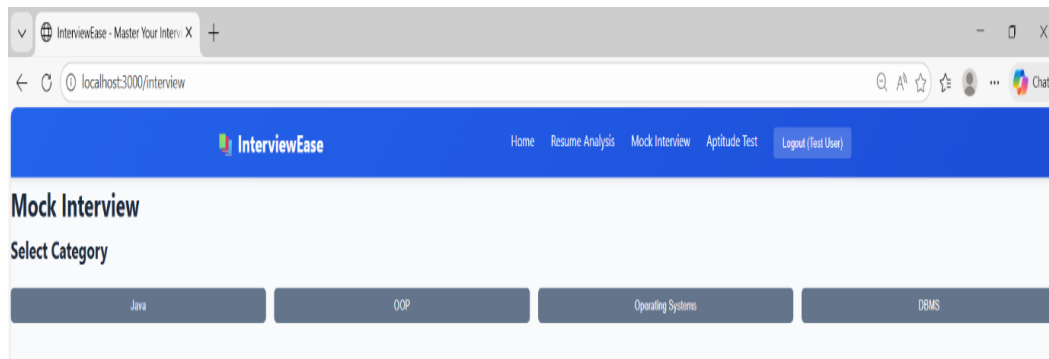 InterviewEase - Master Your Intervi
localhost:3000/interview
Chat
InterviewEase Home Resume Analysis Mock Interview Aptitude Test Logout (Test User)
Mock Interview
Select Category
Java OOP Operating Systems DBMS